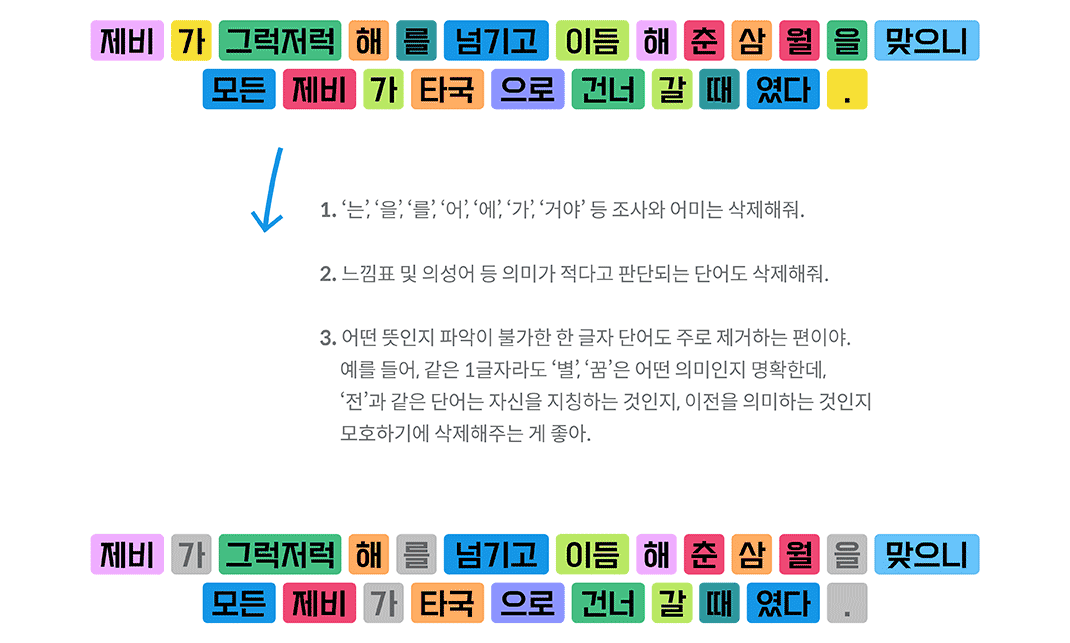 제비 가 그럭저럭 해 를 넘기고 이듬 해 춘 삼 월 을 맞으니
모든 제비 가 타국 으로 건너 갈 때 였다 .
1. ‘는’, ‘을’, ‘를’, ‘어’, ‘에’, ‘가’, ‘거야’ 등 조사와 어미는 삭제해줘.
2. 느낌표 및 의성어 등 의미가 적다고 판단되는 단어도 삭제해줘.
3. 어떤 뜻인지 파악이 불가한 한 글자 단어도 주로 제거하는 편이야.
예를 들어, 같은 1글자라도 ‘별’, ‘꿈’은 어떤 의미인지 명확한데,
‘전’과 같은 단어는 자신을 지칭하는 것인지, 이전을 의미하는 것인지
모호하기에 삭제해주는 게 좋아.
제비 가 그럭저럭 해 를 넘기고 이듬 해 춘 삼 월 을 맞으니
모든 제비 가 타국 으로 건너 갈 때 였다 .